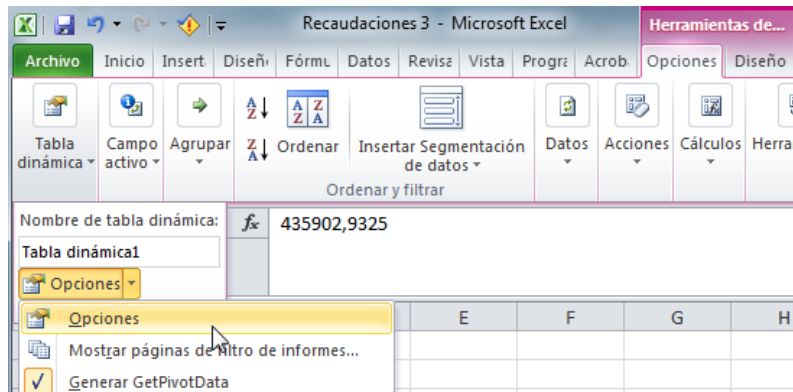 Recaudaciones 3 - Microsoft Excel
Herramientas de...
Archivo Inicio Insert Diseñ Fórmu Datos Revisa Vista Progra Acrob Opciones Diseño
Tabla dinámica
Campo activo
Agrupar
A Z
Z A
A Z Z A
Ordenar
Insertar Segmentación de datos
Datos
Acciones
Cálculos
Herra
Ordenar y filtrar
Nombre de tabla dinámica:
fx 435902,9325
Tabla dinámica1
Opciones
Opciones
E F G H
Mostrar páginas de filtro de informes...
Generar GetPivotData